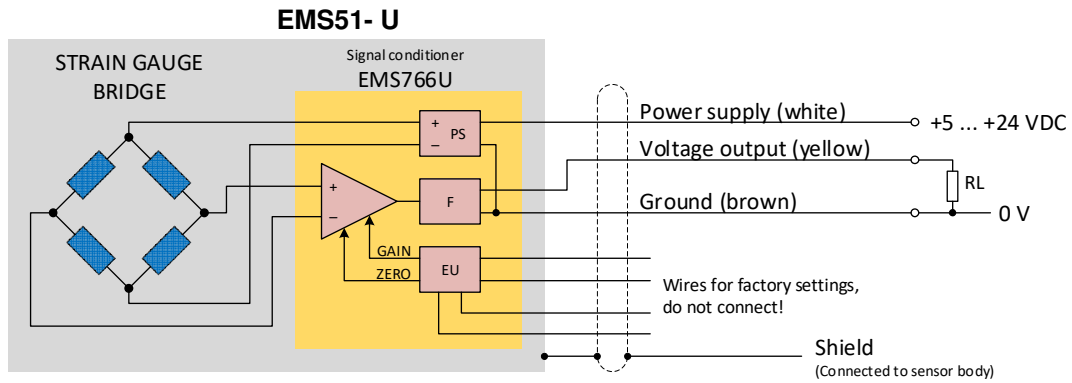 EMS51- U
STRAIN GAUGE
BRIDGE
Signal conditioner
EMS766U
+
−
PS
+
−
F
GAIN
ZERO
EU
Power supply (white)
+5 ... +24 VDC
Voltage output (yellow)
RL
Ground (brown)
0 V
Wires for factory settings,
do not connect!
Shield
(Connected to sensor body)